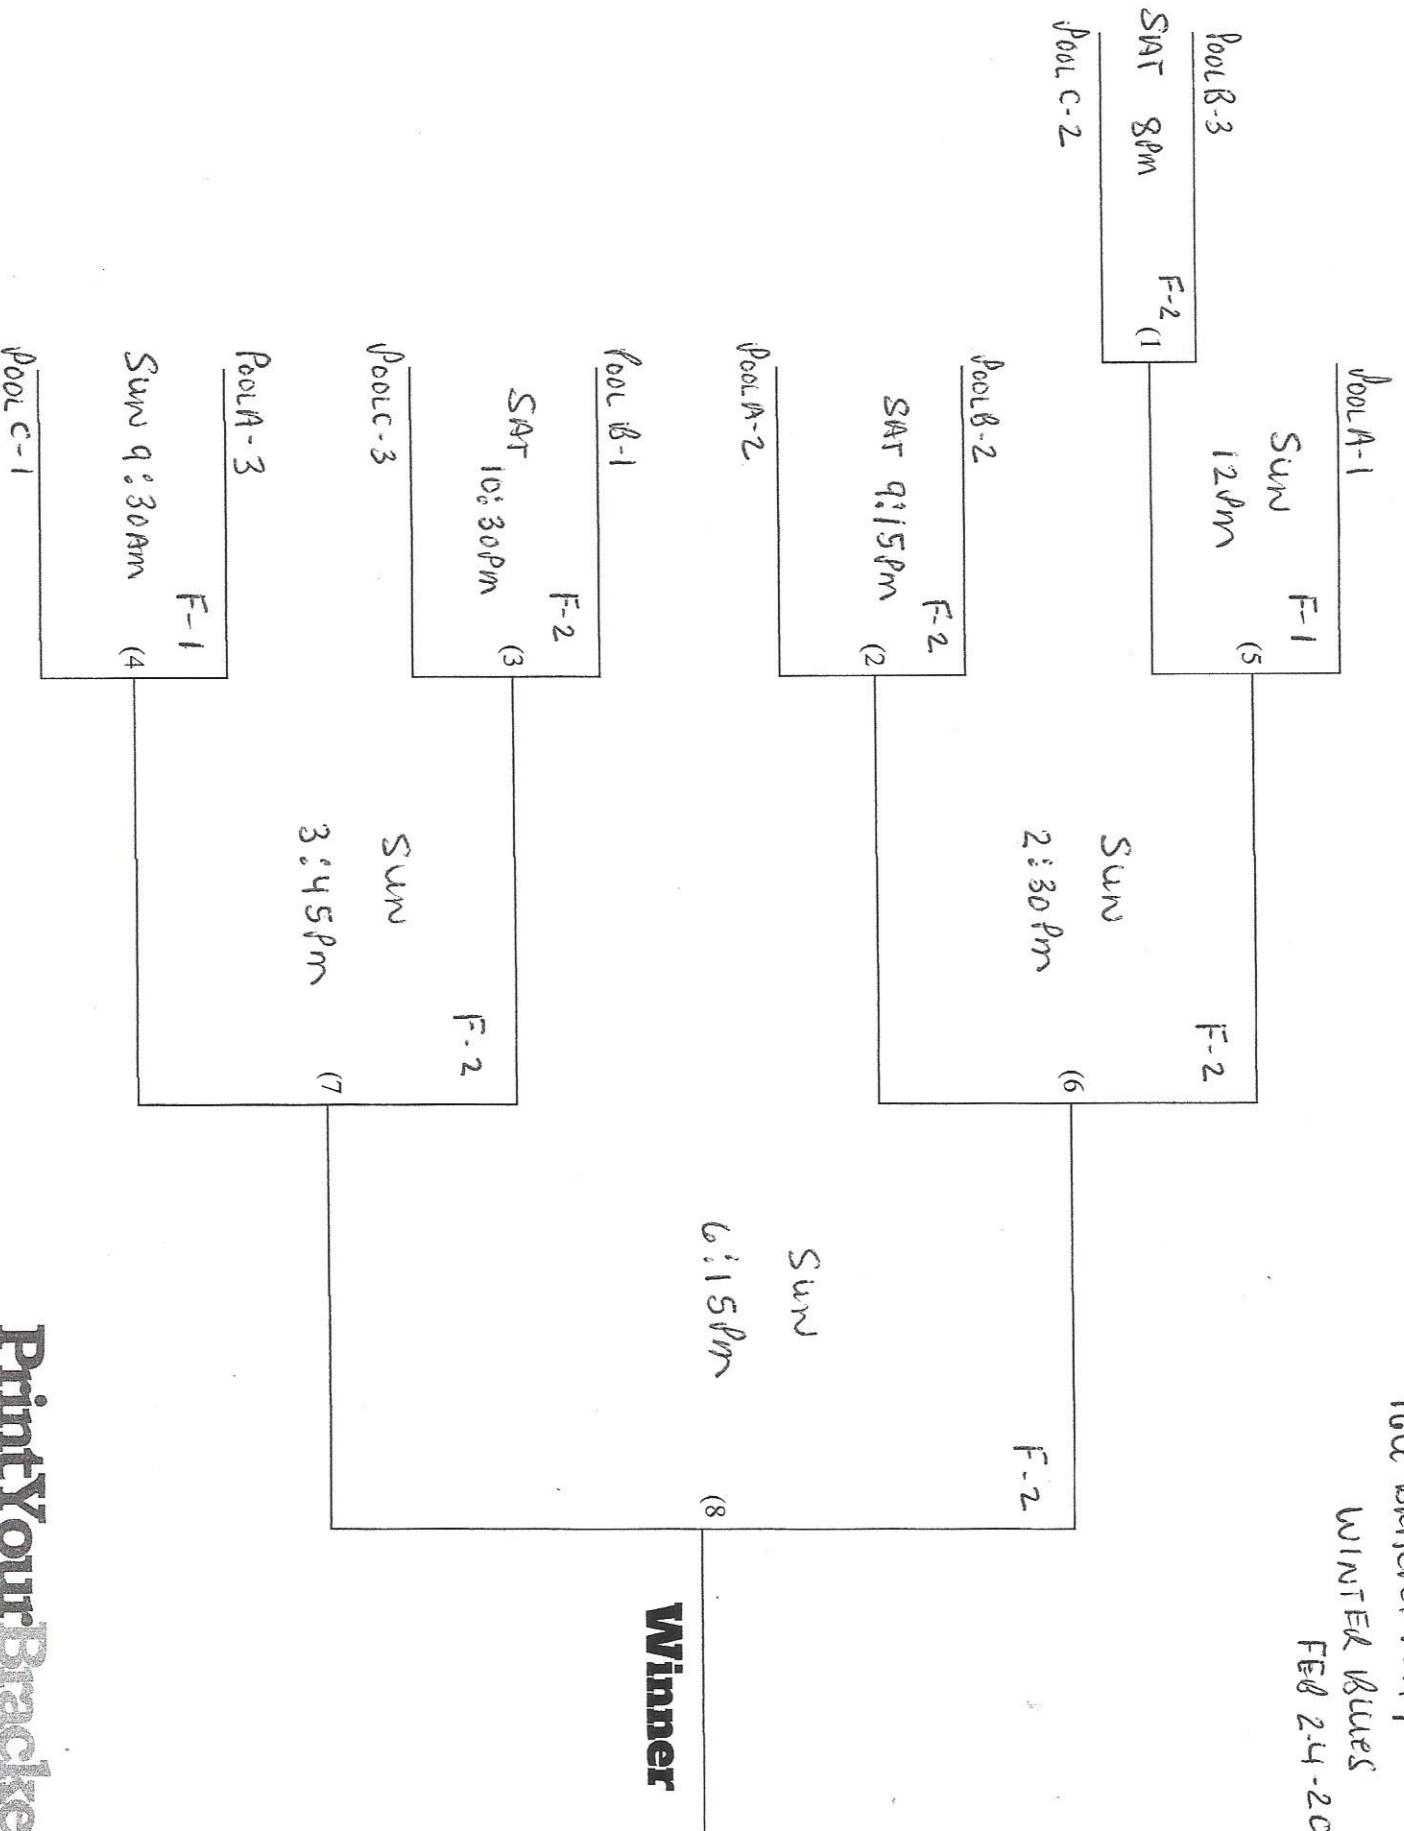 WINTER BLUES
FEB 2-4-20
POOL A-1
Sun
12PM
F-1
(5
POOL B-3
SAT 8PM
F-2
(1
POOL C-2
Sun
2:30PM
F-2
(6
POOL B-2
SAT 9:15PM
F-2
(2
POOL A-2
Sun
6:15PM
F-2
(8
Winner
POOL B-1
SAT
10:30PM
F-2
(3
POOL C-3
Sun
3:45PM
F-2
(7
POOL A-3
Sun 9:30AM
F-1
(4
POOL C-1
PrintYourBracke